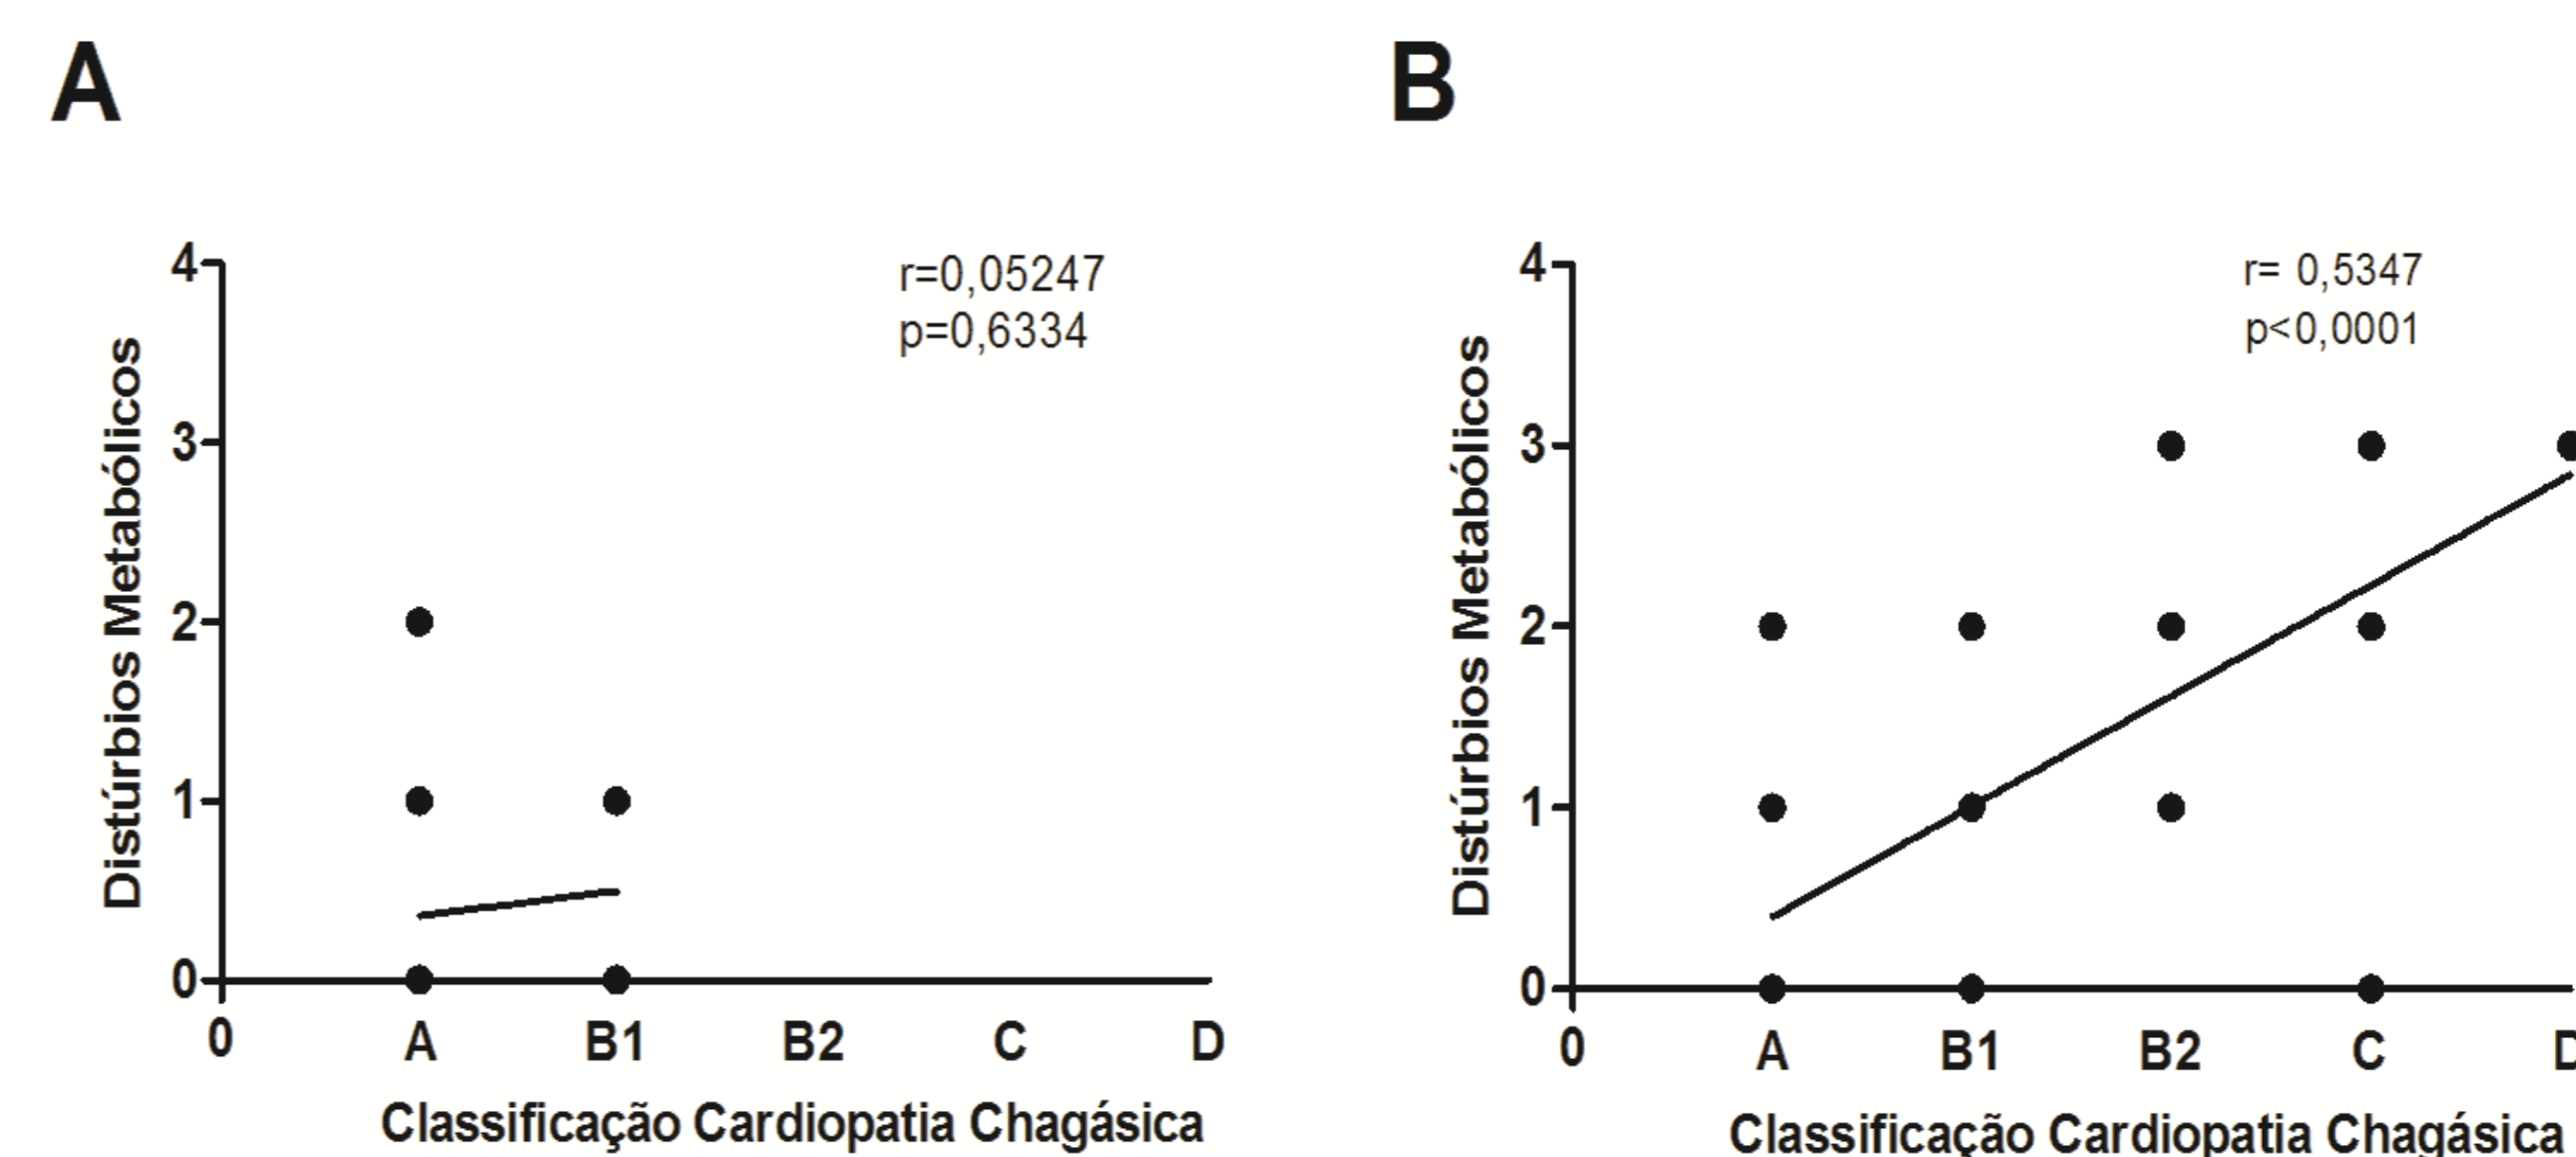 A
r=0,05247
p=0,6334
Distúrbios Metabólicos
4
3
2
1
0
0 A B1 B2 C D
Classificação Cardiopatia Chagásica
B
r= 0,5347
p<0,0001
Distúrbios Metabólicos
4
3
2
1
0
0 A B1 B2 C D
Classificação Cardiopatia Chagásica